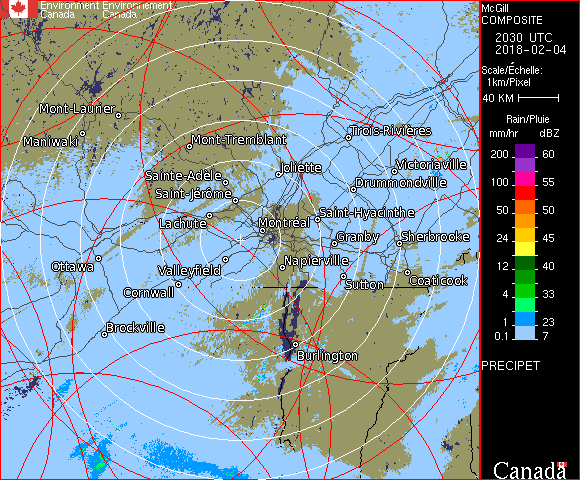 Environment Environnement
Canada Canada
McGill
COMPOSITE
2030 UTC
2018-02-04
Scale/Échelle:
1km/Pixel
40 KM
Rain/Pluie
mm/hr dBZ
200 60
100 55
50 50
24 45
12 40
4 33
1 23
0.1 7
PRECIPET
Canada
Mont-Laurier
Maniwaki
Mont-Tremblant
Trois-Rivières
Sainte-Adèle
Joliette
Victoriaville
Saint-Jérôme
Drummondville
Lachute
Montréal
Saint-Hyacinthe
Granby
Sherbrooke
Ottawa
Valleyfield
Napierville
Cornwall
Sutton
Coaticook
Brockville
Burlington